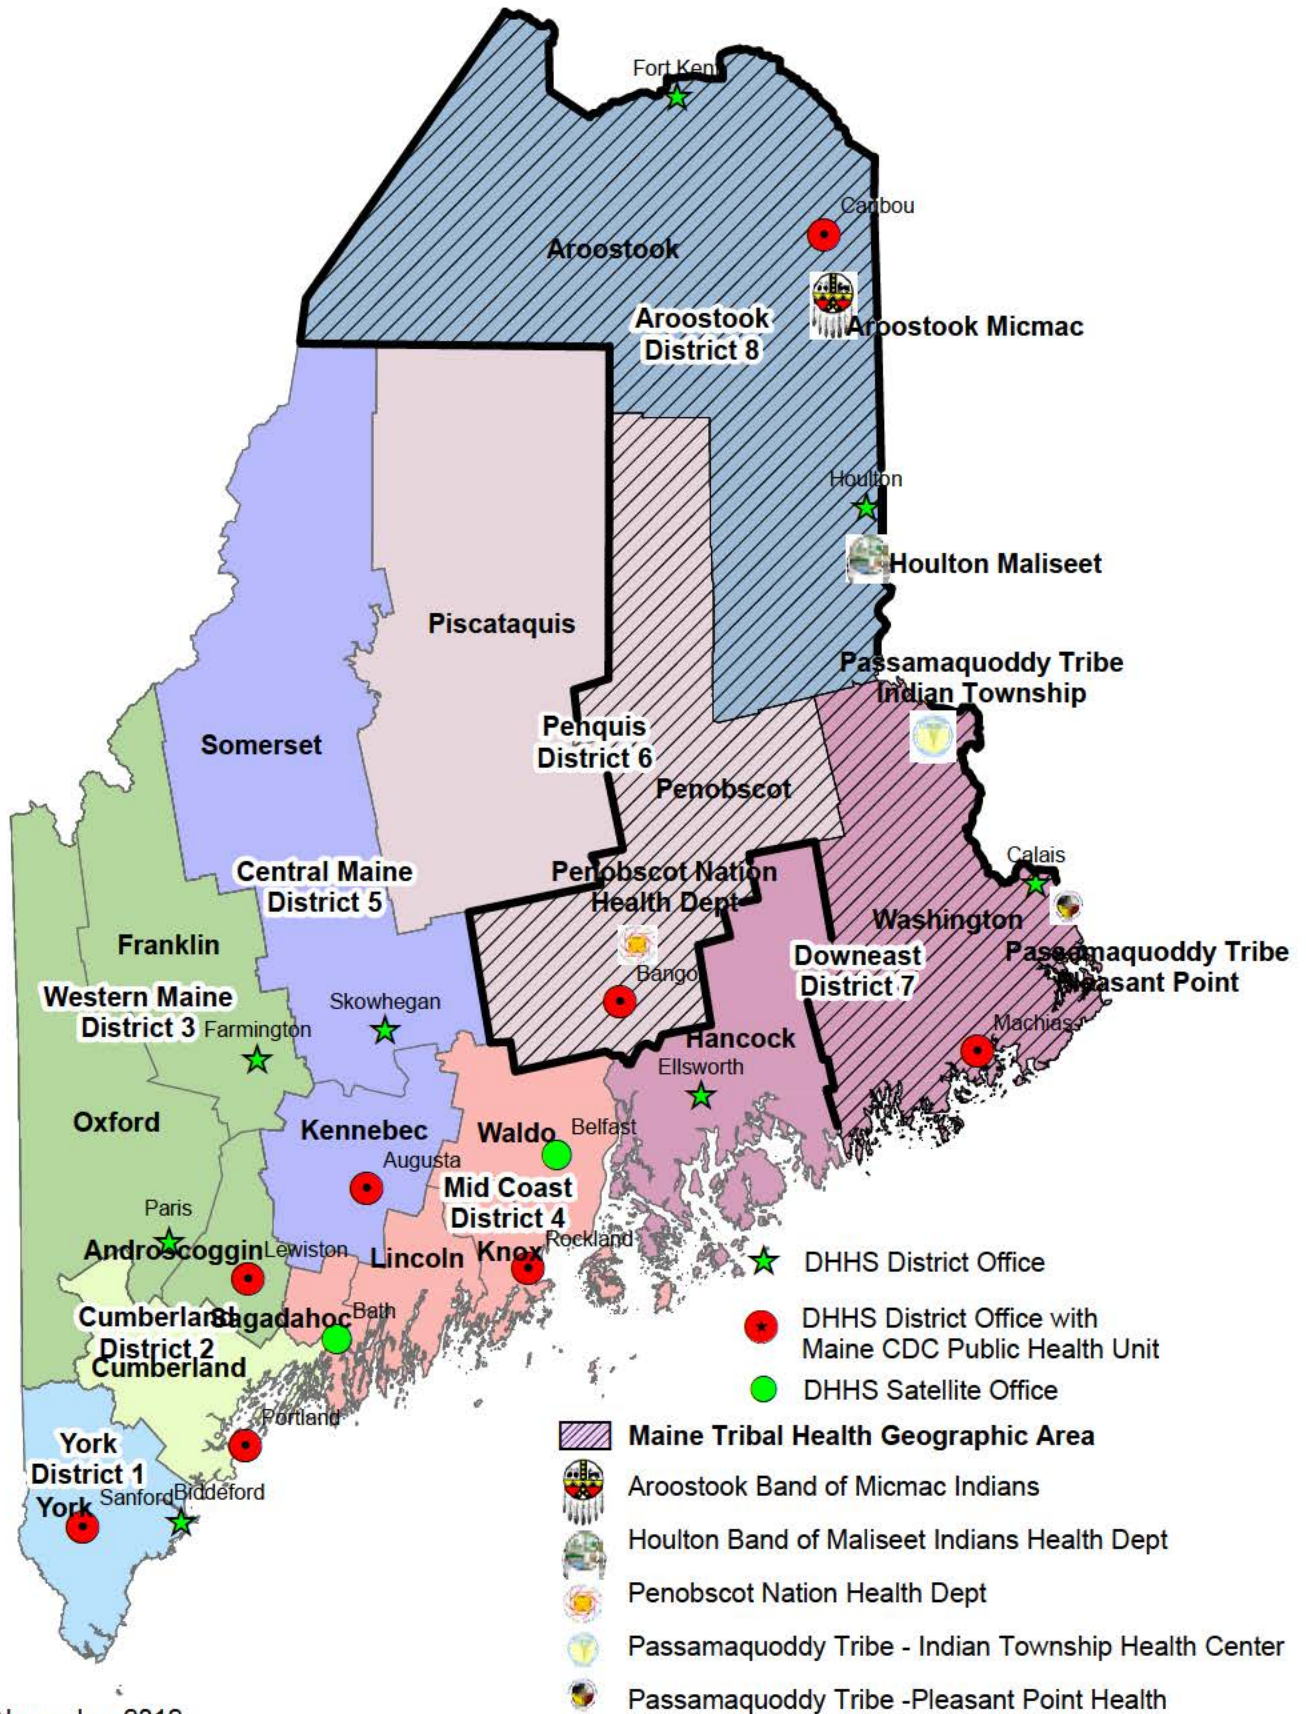 Fort Kent
Caribou
Aroostook
Aroostook
District 8
Aroostook Micmac
Houlton
Houlton Maliseet
Piscataquis
Passamaquoddy Tribe
Indian Township
Somerset
Penquis
District 6
Penobscot
Calais
Central Maine
District 5
Penobscot Nation
Health Dept
Washington
Franklin
Downeast
District 7
Passamaquoddy Tribe
Pleasant Point
Bangor
Western Maine
District 3
Skowhegan
Farmington
Machias
Hancock
Ellsworth
Oxford
Kennebec
Waldo
Belfast
Augusta
Mid Coast
District 4
Paris
Androscoggin
Lewiston
Lincoln
Knox
Rockland
Cumberland
District 2
Sagadahoc
Bath
Cumberland
Portland
York
District 1
York
Sanford
Biddeford
DHHS District Office
DHHS District Office with
Maine CDC Public Health Unit
DHHS Satellite Office
Maine Tribal Health Geographic Area
Aroostook Band of Micmac Indians
Houlton Band of Maliseet Indians Health Dept
Penobscot Nation Health Dept
Passamaquoddy Tribe - Indian Township Health Center
Passamaquoddy Tribe -Pleasant Point Health